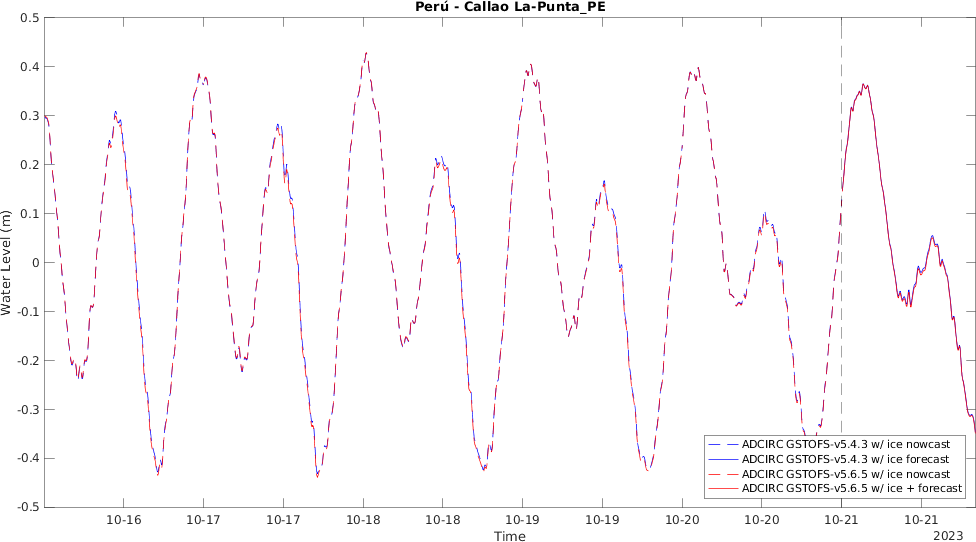 Perú - Callao La-Punta_PE
0.5
0.4
0.3
0.2
0.1
0
-0.1
-0.2
-0.3
-0.4
-0.5
Water Level (m)
ADCIRC GSTOFS-v5.4.3 w/ ice nowcast
ADCIRC GSTOFS-v5.4.3 w/ ice forecast
ADCIRC GSTOFS-v5.6.5 w/ ice nowcast
ADCIRC GSTOFS-v5.6.5 w/ ice + forecast
10-16 10-17 10-17 10-18 10-18 10-19 10-19 10-20 10-20 10-21 10-21
Time
2023